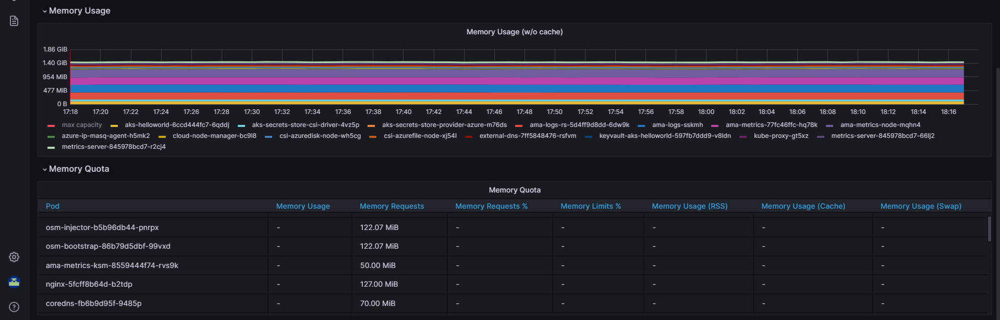 Memory Usage
Memory Usage (w/o cache)
1.86 GiB
1.40 GiB
954 MiB
477 MiB
0 B
17:18 17:20 17:22 17:24 17:26 17:28 17:30 17:32 17:34 17:36 17:38 17:40 17:42 17:44 17:46 17:48 17:50 17:52 17:54 17:56 17:58 18:00 18:02 18:04 18:06 18:08 18:10 18:12 18:14 18:16
max capacity aks-helloworld-6ccd444fc7-6qddj aks-secrets-store-csi-driver-4vz5p aks-secrets-store-provider-azure-m76ds ama-logs-rs-5d4ff9d8dd-6dw9k ama-logs-sskmh ama-metrics-77fc46ffc-hq78k ama-metrics-node-mqhn4
azure-ip-masq-agent-h5mk2 cloud-node-manager-bc9l8 csi-azuredisk-node-wh5cg csi-azurefile-node-xj54l external-dns-7ff5848476-rsfvm keyvault-aks-helloworld-597fb7ddd9-v8ldn kube-proxy-gt5xz metrics-server-845978bcd7-66lj2
metrics-server-845978bcd7-r2cj4
Memory Quota
Memory Quota
Pod Memory Usage Memory Requests Memory Requests % Memory Limits % Memory Usage (RSS) Memory Usage (Cache) Memory Usage (Swap)
osm-injector-b5b96db44-pnrpx - 122.07 MiB - - - - -
osm-bootstrap-86b79d5dbf-99vxd - 122.07 MiB - - - - -
ama-metrics-ksm-8559444f74-rvs9k - 50.00 MiB - - - - -
nginx-5fcff8b64d-b2tdp - 127.00 MiB - - - - -
coredns-fb6b9d95f-9485p - 70.00 MiB - - - - -